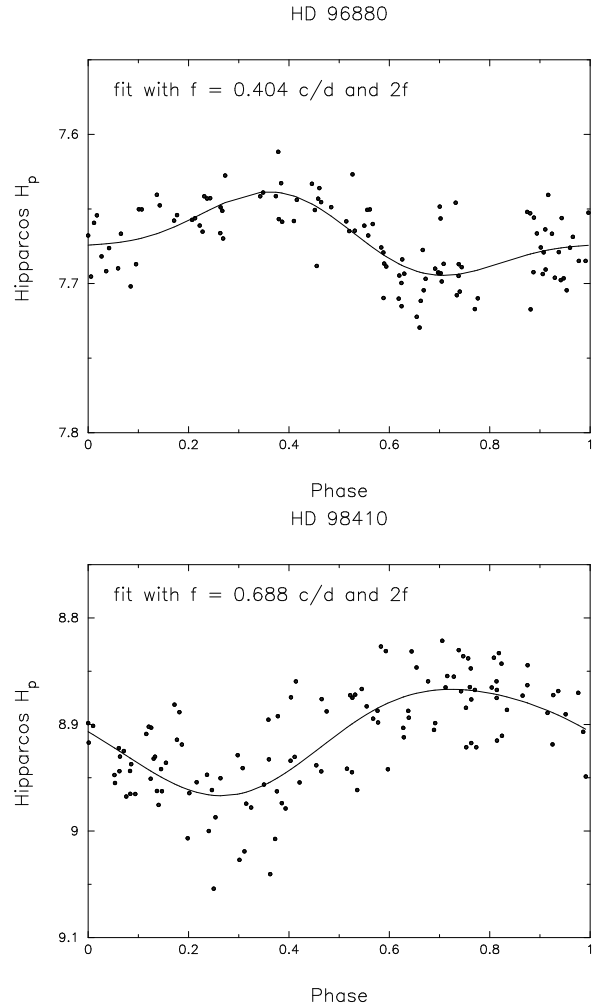 HD 96880
fit with f = 0.404 c/d and 2f
7.6
7.7
7.8
Hipparcos Hp
0 0.2 0.4 0.6 0.8 1
Phase
HD 98410
fit with f = 0.688 c/d and 2f
8.8
8.9
9
9.1
Hipparcos Hp
0 0.2 0.4 0.6 0.8 1
Phase